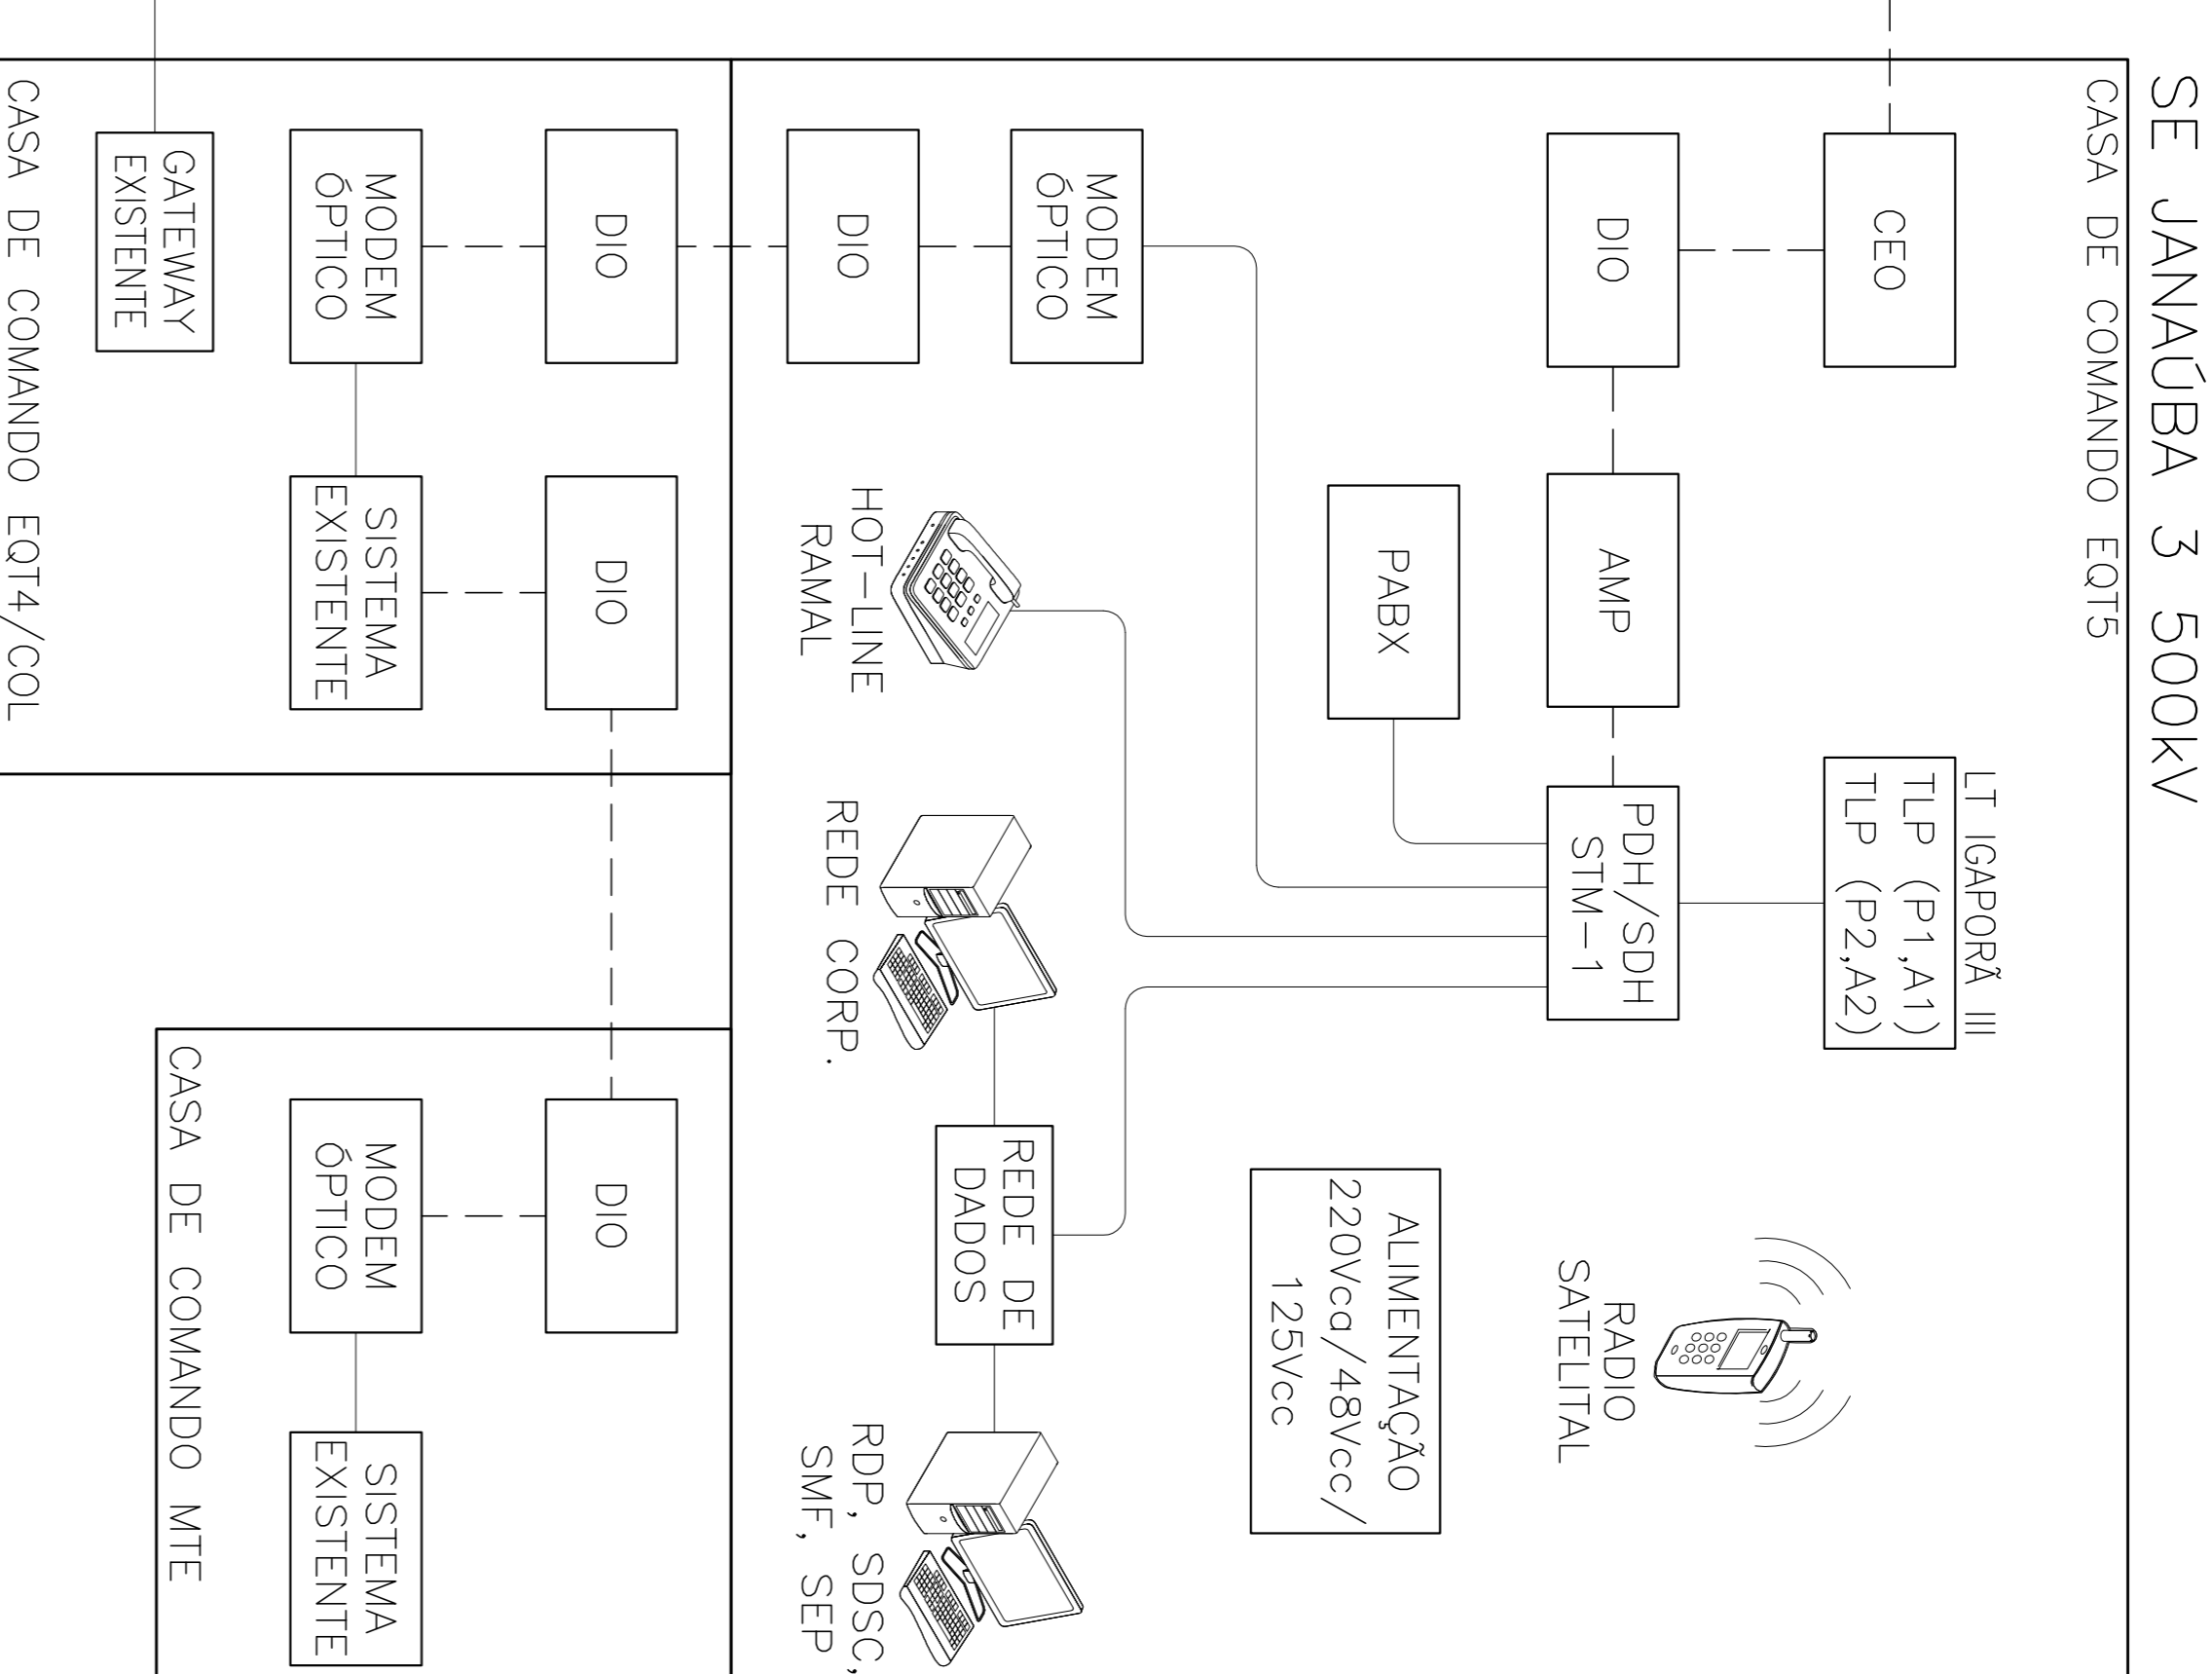 SE JANAÚBA 3 500kV
CASA DE COMANDO EQT5
CEO
LT IGAPORÃ III
TLP (P1,A1)
TLP (P2,A2)
DIO
AMP
PDH/SDH
STM-1
RADIO
SATELITAL
PABX
ALIMENTAÇÃO
220Vca/48Vcc/
125Vcc
MODEM
ÓPTICO
DIO
HOT-LINE
RAMAL
REDE CORP.
REDE DE
DADOS
RDP, SDSC,
SMF, SEP
DIO
DIO
MODEM
ÓPTICO
SISTEMA
EXISTENTE
GATEWAY
EXISTENTE
CASA DE COMANDO EQT4/COL
DIO
MODEM
ÓPTICO
SISTEMA
EXISTENTE
CASA DE COMANDO MTE